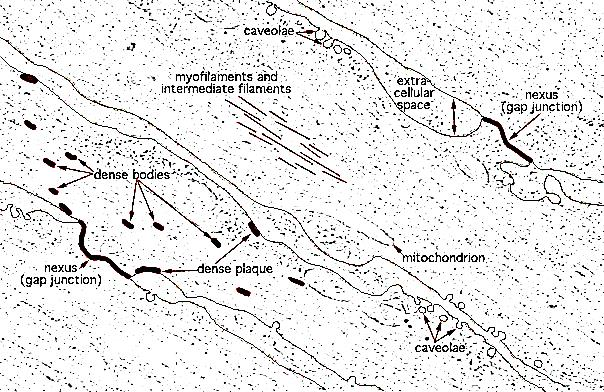 caveolae
myofilaments and
intermediate filaments
extra-
cellular
space
nexus
(gap junction)
dense bodies
mitochondrion
nexus
(gap junction)
dense plaque
caveolae